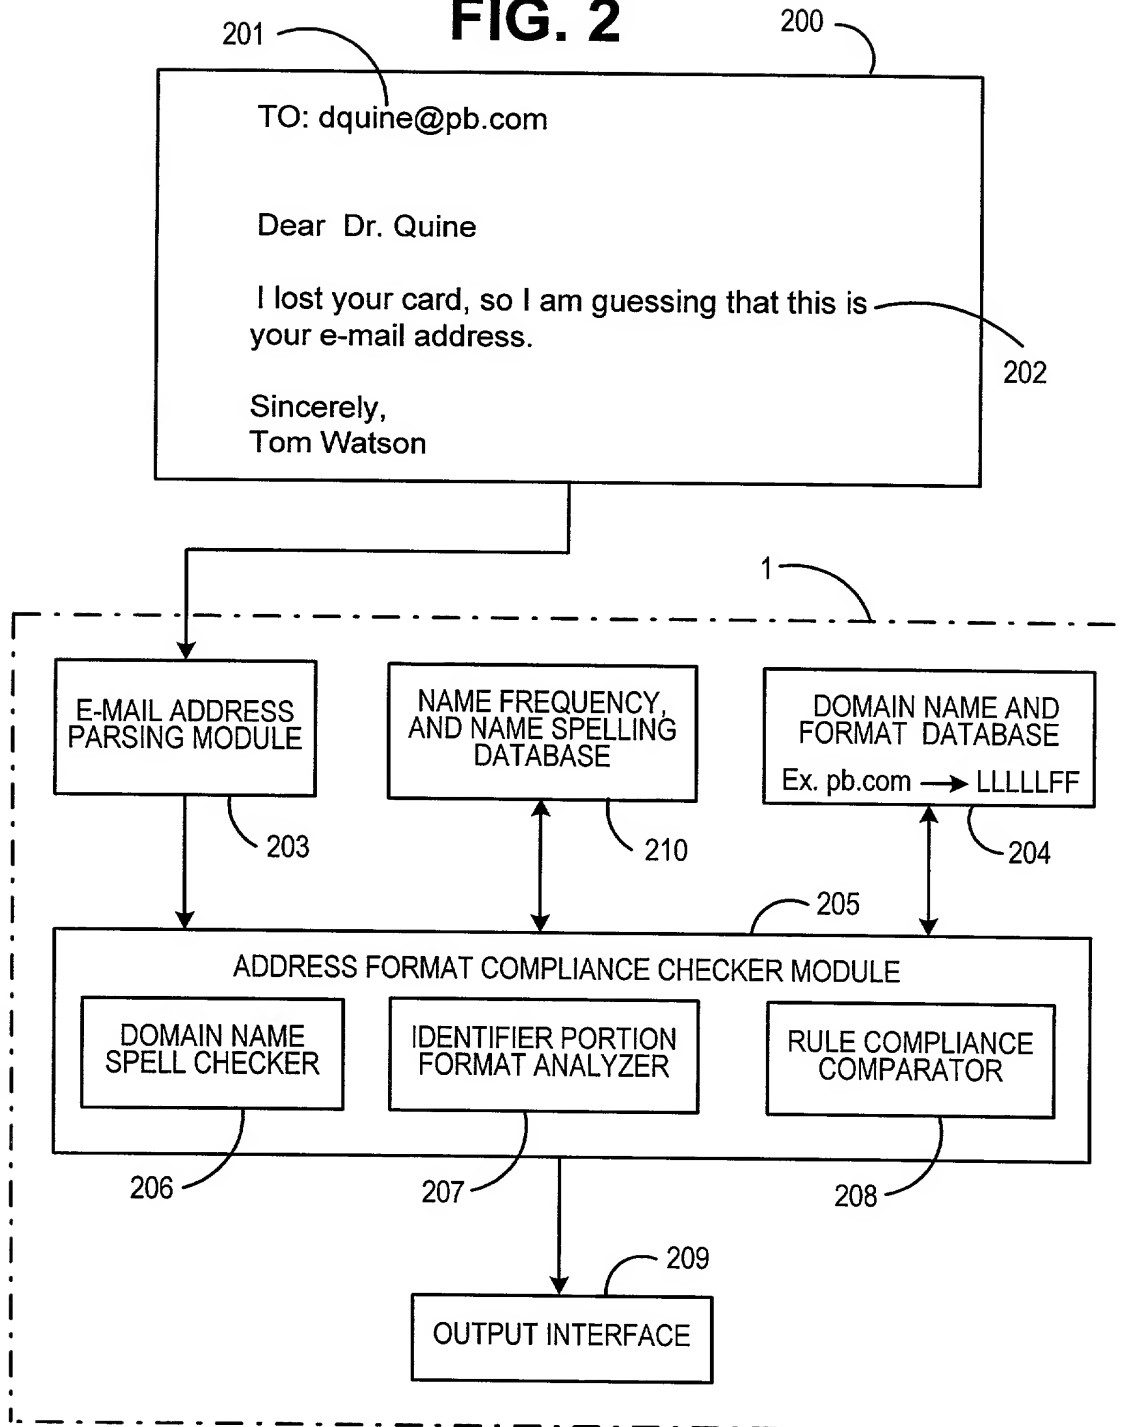 FIG. 2
201
200
TO: dquine@pb.com
Dear Dr. Quine
I lost your card, so I am guessing that this is
your e-mail address.
202
Sincerely,
Tom Watson
1
E-MAIL ADDRESS
PARSING MODULE
NAME FREQUENCY,
AND NAME SPELLING
DATABASE
DOMAIN NAME AND
FORMAT DATABASE
Ex. pb.com → LLLLLFF
203
210
204
205
ADDRESS FORMAT COMPLIANCE CHECKER MODULE
DOMAIN NAME
SPELL CHECKER
IDENTIFIER PORTION
FORMAT ANALYZER
RULE COMPLIANCE
COMPARATOR
206
207
208
209
OUTPUT INTERFACE